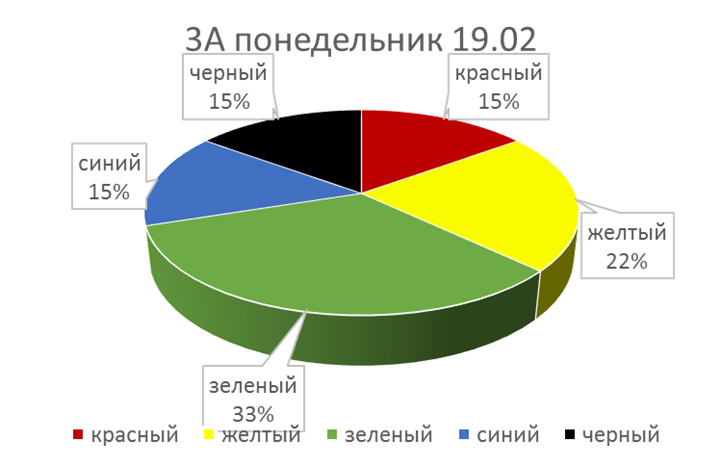 3А понедельник 19.02
черный
15%
красный
15%
синий
15%
желтый
22%
зеленый
33%
красный желтый зеленый синий черный